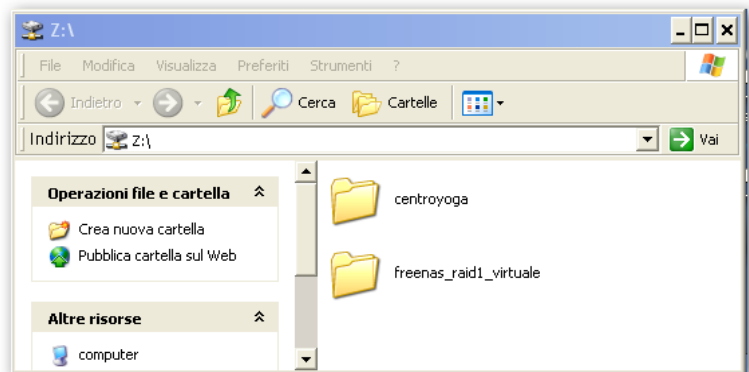 Z:\
File Modifica Visualizza Preferiti Strumenti ?
Indietro Cerca Cartelle
Indirizzo Z:\ Vai
Operazioni file e cartella
Crea nuova cartella
Pubblica cartella sul Web
Altre risorse
computer
centroyoga
freenas_raid1_virtuale